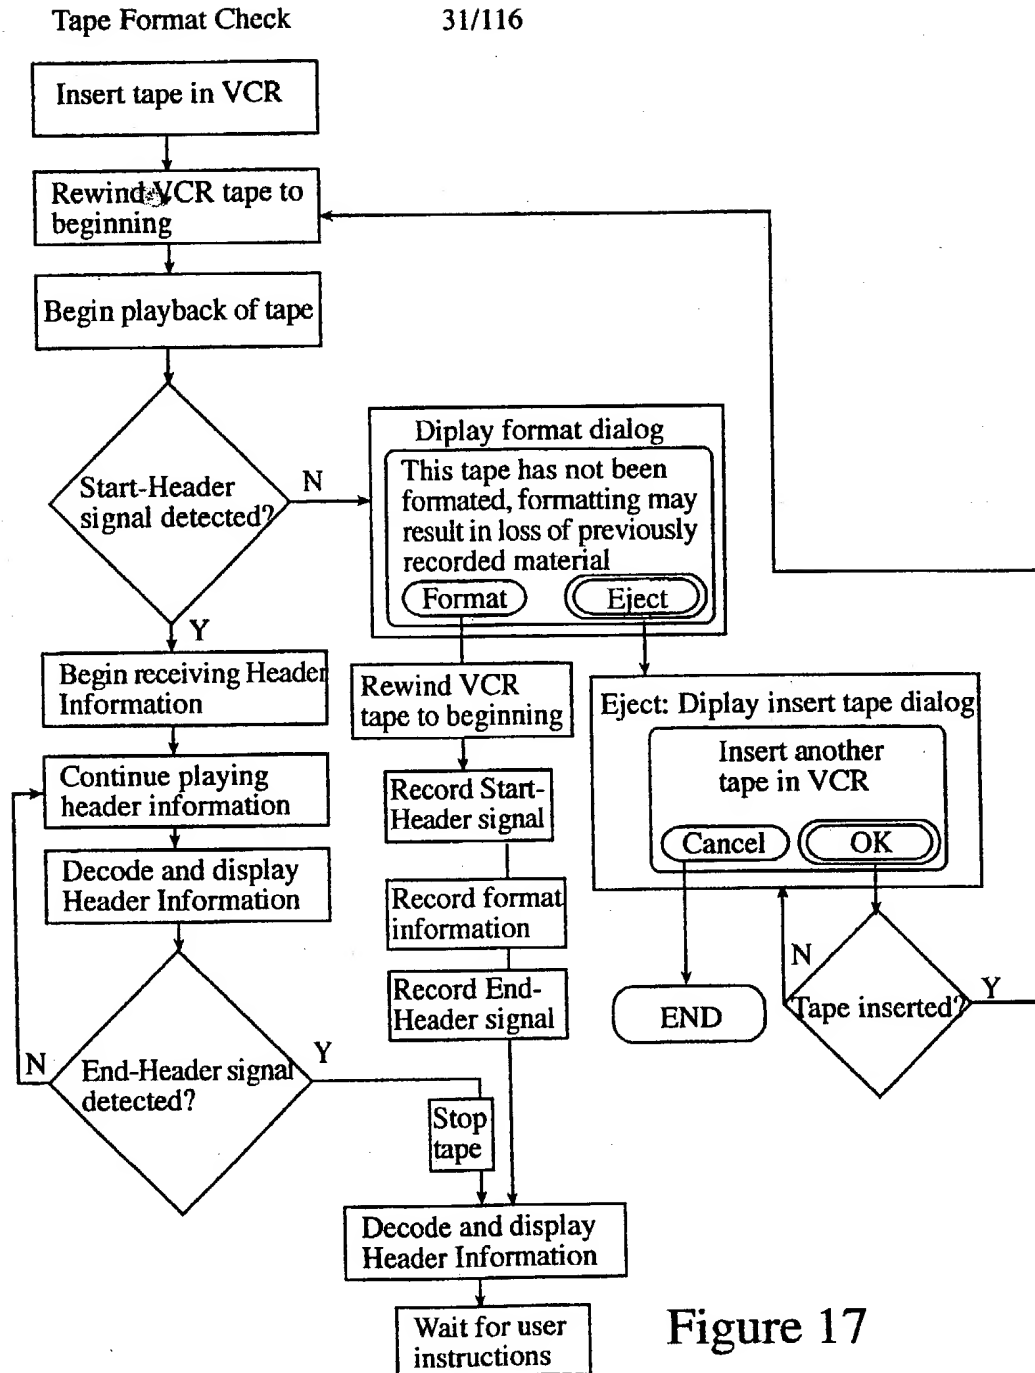 Tape Format Check
31/116
Insert tape in VCR
Rewind VCR tape to
beginning
Begin playback of tape
Start-Header
signal detected?
N
Y
Diplay format dialog
This tape has not been
formated, formatting may
result in loss of previously
recorded material
Format
Eject
Begin receiving Header
Information
Continue playing
header information
Decode and display
Header Information
End-Header signal
detected?
N
Y
Rewind VCR
tape to beginning
Record Start-
Header signal
Record format
information
Record End-
Header signal
Stop
tape
Eject: Diplay insert tape dialog
Insert another
tape in VCR
Cancel
OK
END
Tape inserted?
N
Y
Decode and display
Header Information
Wait for user
instructions
Figure 17